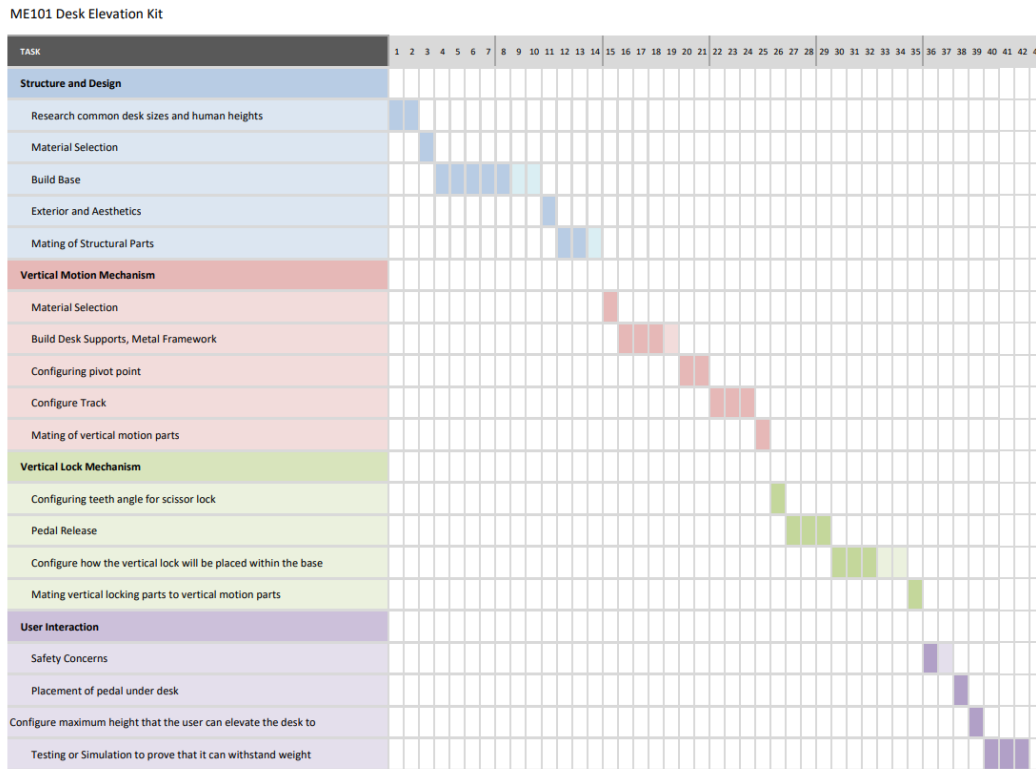 ME101 Desk Elevation Kit
TASK 1 2 3 4 5 6 7 8 9 10 11 12 13 14 15 16 17 18 19 20 21 22 23 24 25 26 27 28 29 30 31 32 33 34 35 36 37 38 39 40 41 42
Structure and Design
Research common desk sizes and human heights
Material Selection
Build Base
Exterior and Aesthetics
Mating of Structural Parts
Vertical Motion Mechanism
Material Selection
Build Desk Supports, Metal Framework
Configuring pivot point
Configure Track
Mating of vertical motion parts
Vertical Lock Mechanism
Configuring teeth angle for scissor lock
Pedal Release
Configure how the vertical lock will be placed within the base
Mating vertical locking parts to vertical motion parts
User Interaction
Safety Concerns
Placement of pedal under desk
Configure maximum height that the user can elevate the desk to
Testing or Simulation to prove that it can withstand weight